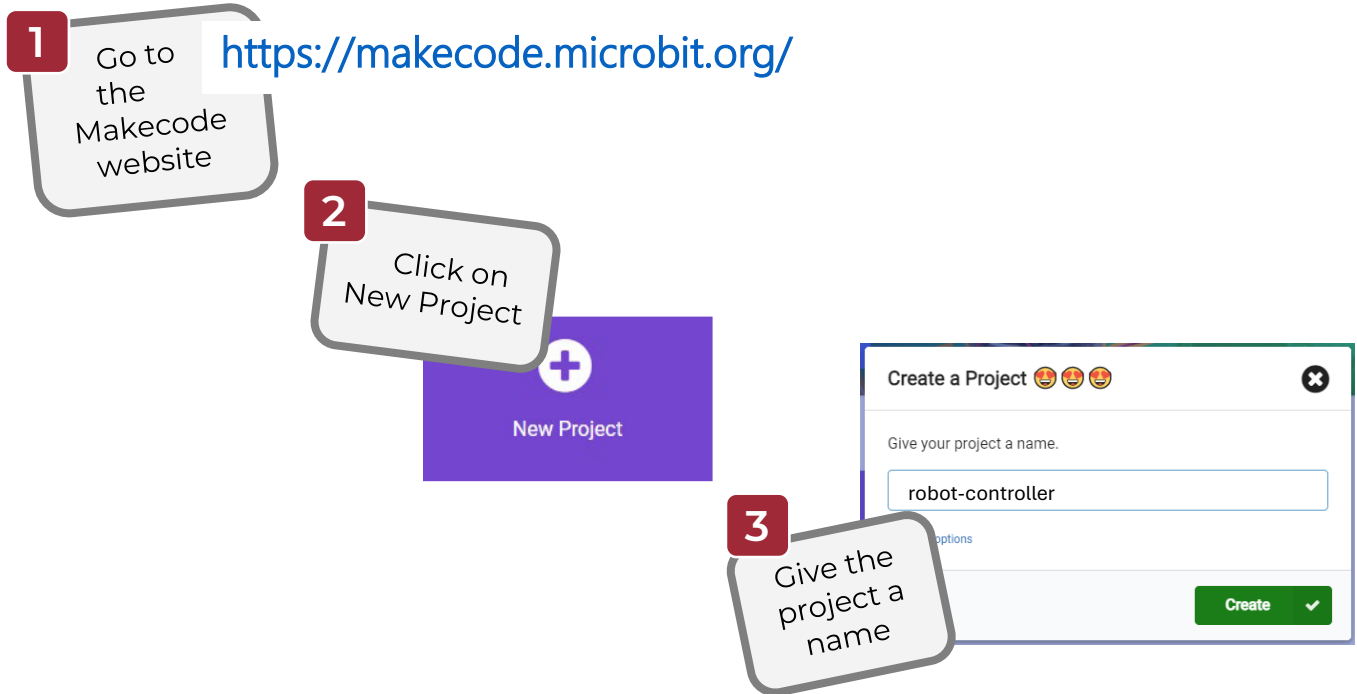 1
Go to
the
Makecode
website
https://makecode.microbit.org/
2
Click on
New Project
New Project
Create a Project
Give your project a name.
robot-controller
options
3
Give the
project a
name
Create